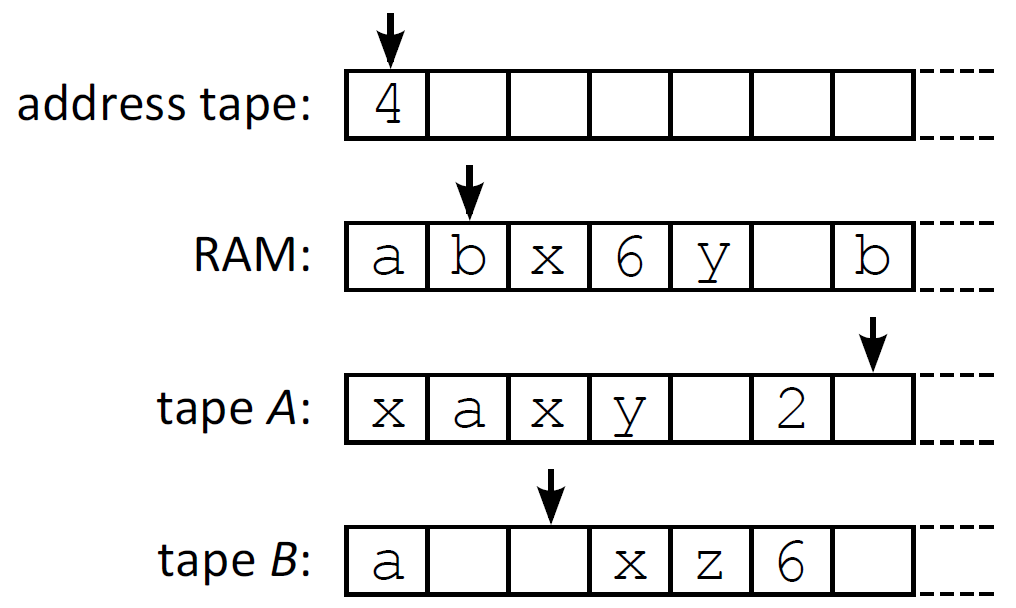 address tape: 4
RAM: a b x 6 y b
tape A: x a x y 2
tape B: a x z 6